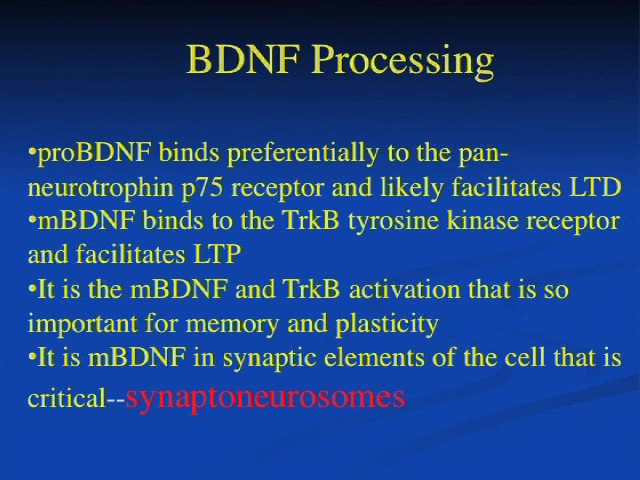 BDNF Processing
•proBDNF binds preferentially to the pan-
neurotrophin p75 receptor and likely facilitates LTD
•mBDNF binds to the TrkB tyrosine kinase receptor
and facilitates LTP
•It is the mBDNF and TrkB activation that is so
important for memory and plasticity
•It is mBDNF in synaptic elements of the cell that is
critical--synaptoneurosomes